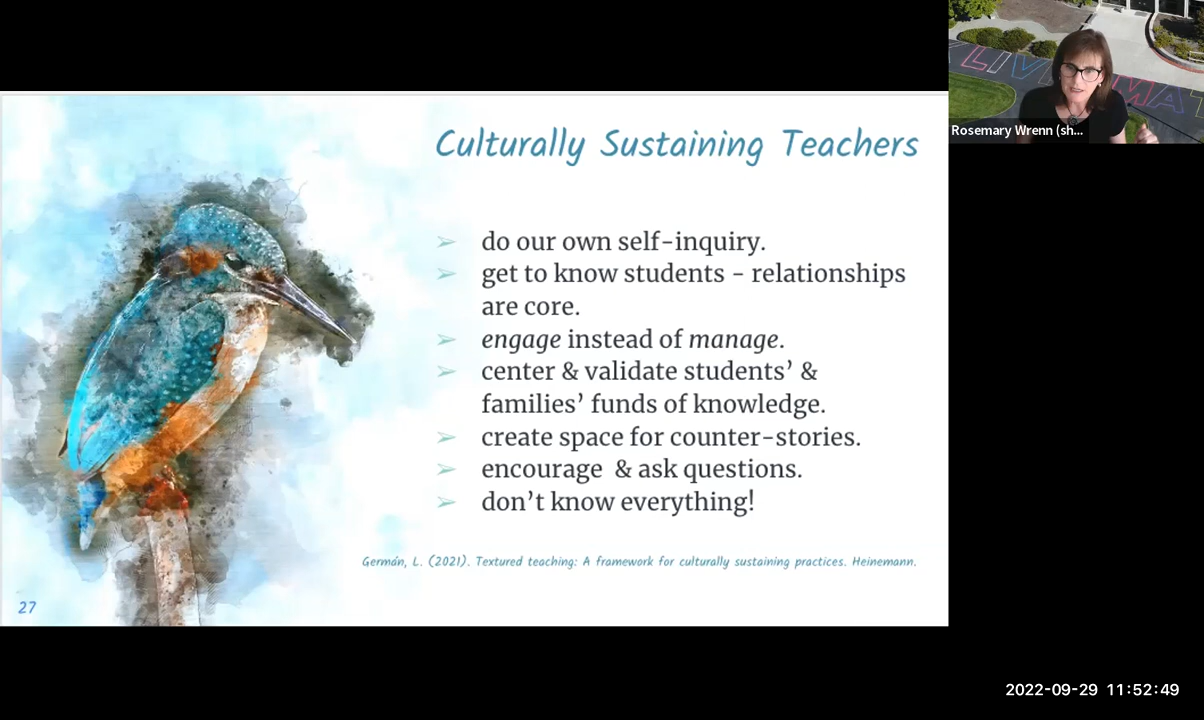 Culturally Sustaining Teachers
➢ do our own self-inquiry.
➢ get to know students - relationships
are core.
➢ engage instead of manage.
➢ center & validate students’ &
families’ funds of knowledge.
➢ create space for counter-stories.
➢ encourage & ask questions.
➢ don’t know everything!
Germán, L. (2021). Textured teaching: A framework for culturally sustaining practices. Heinemann.
27
LIV MAT
Rosemary Wrenn (sh...
2022-09-29 11:52:49